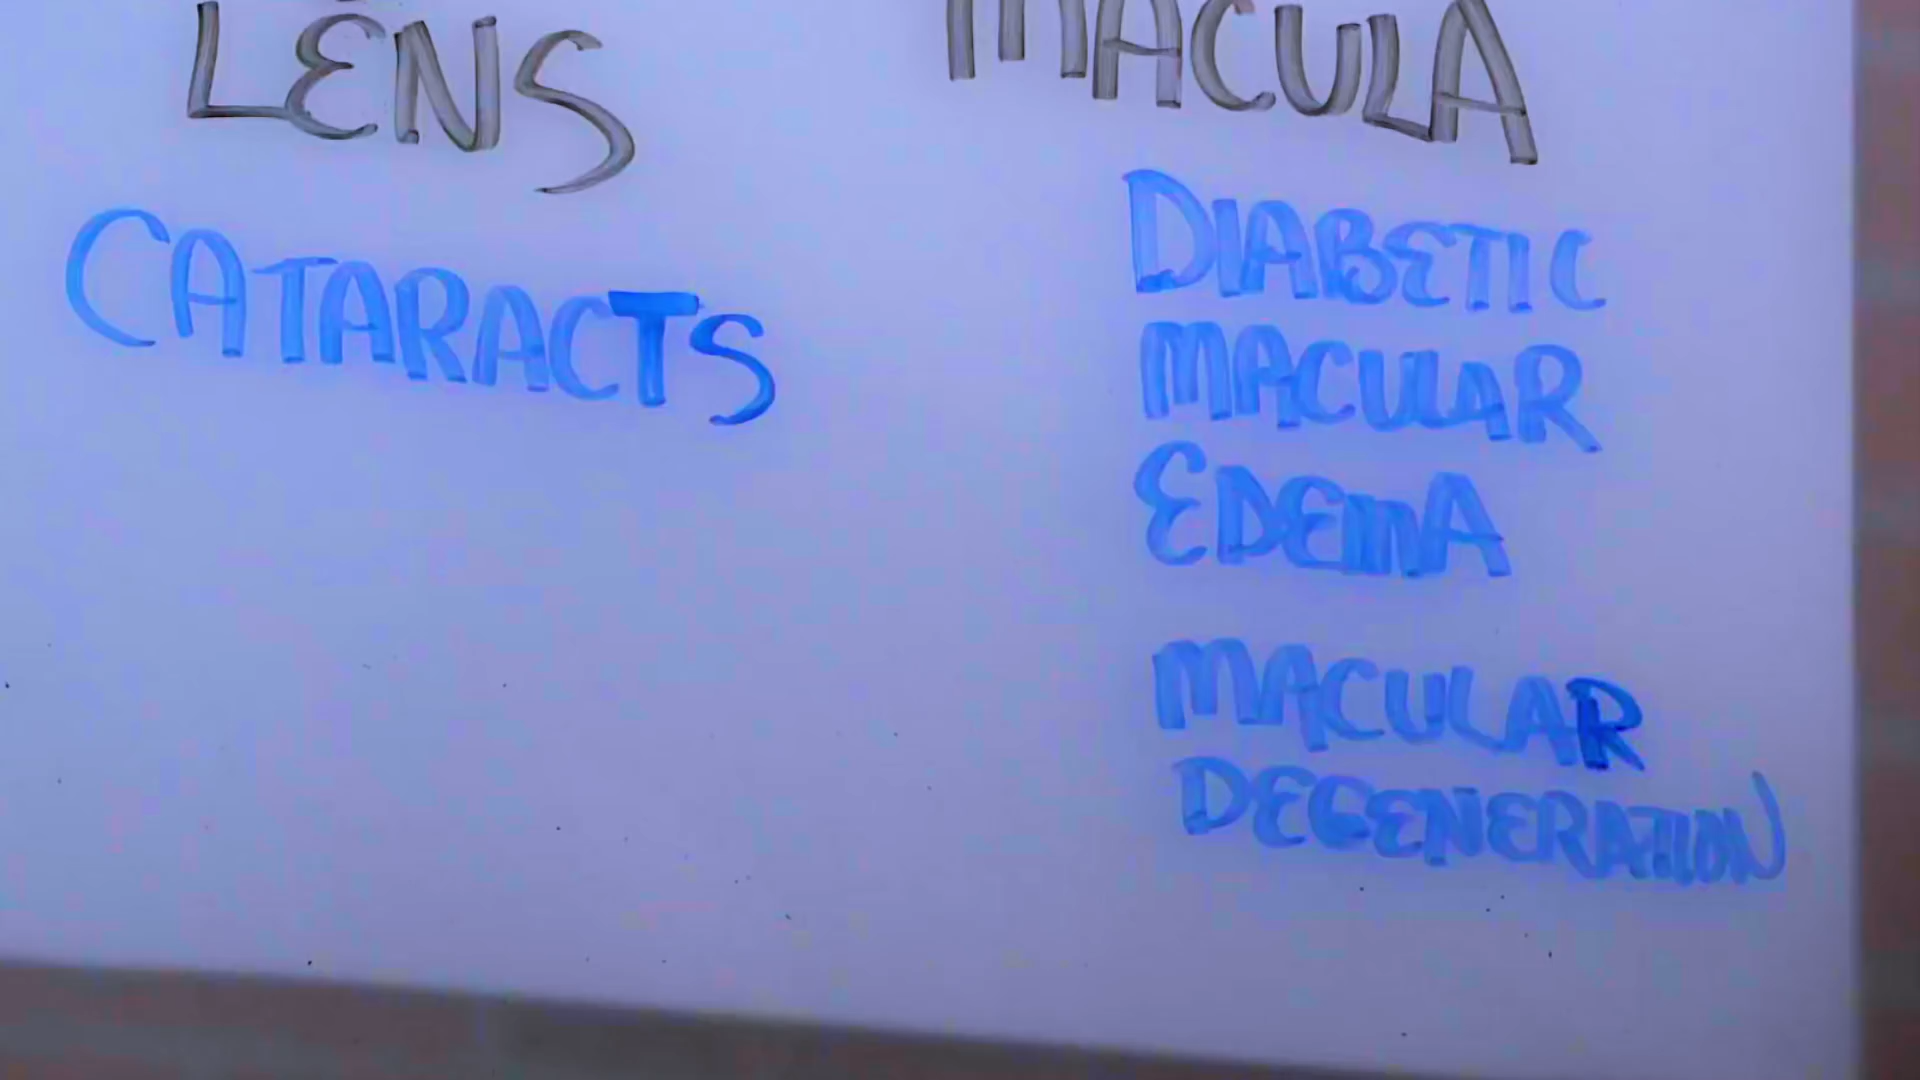 LENS
CATARACTS
MACULA
DIABETIC
MACULAR
EDEMA
MACULAR
DEGENERATION